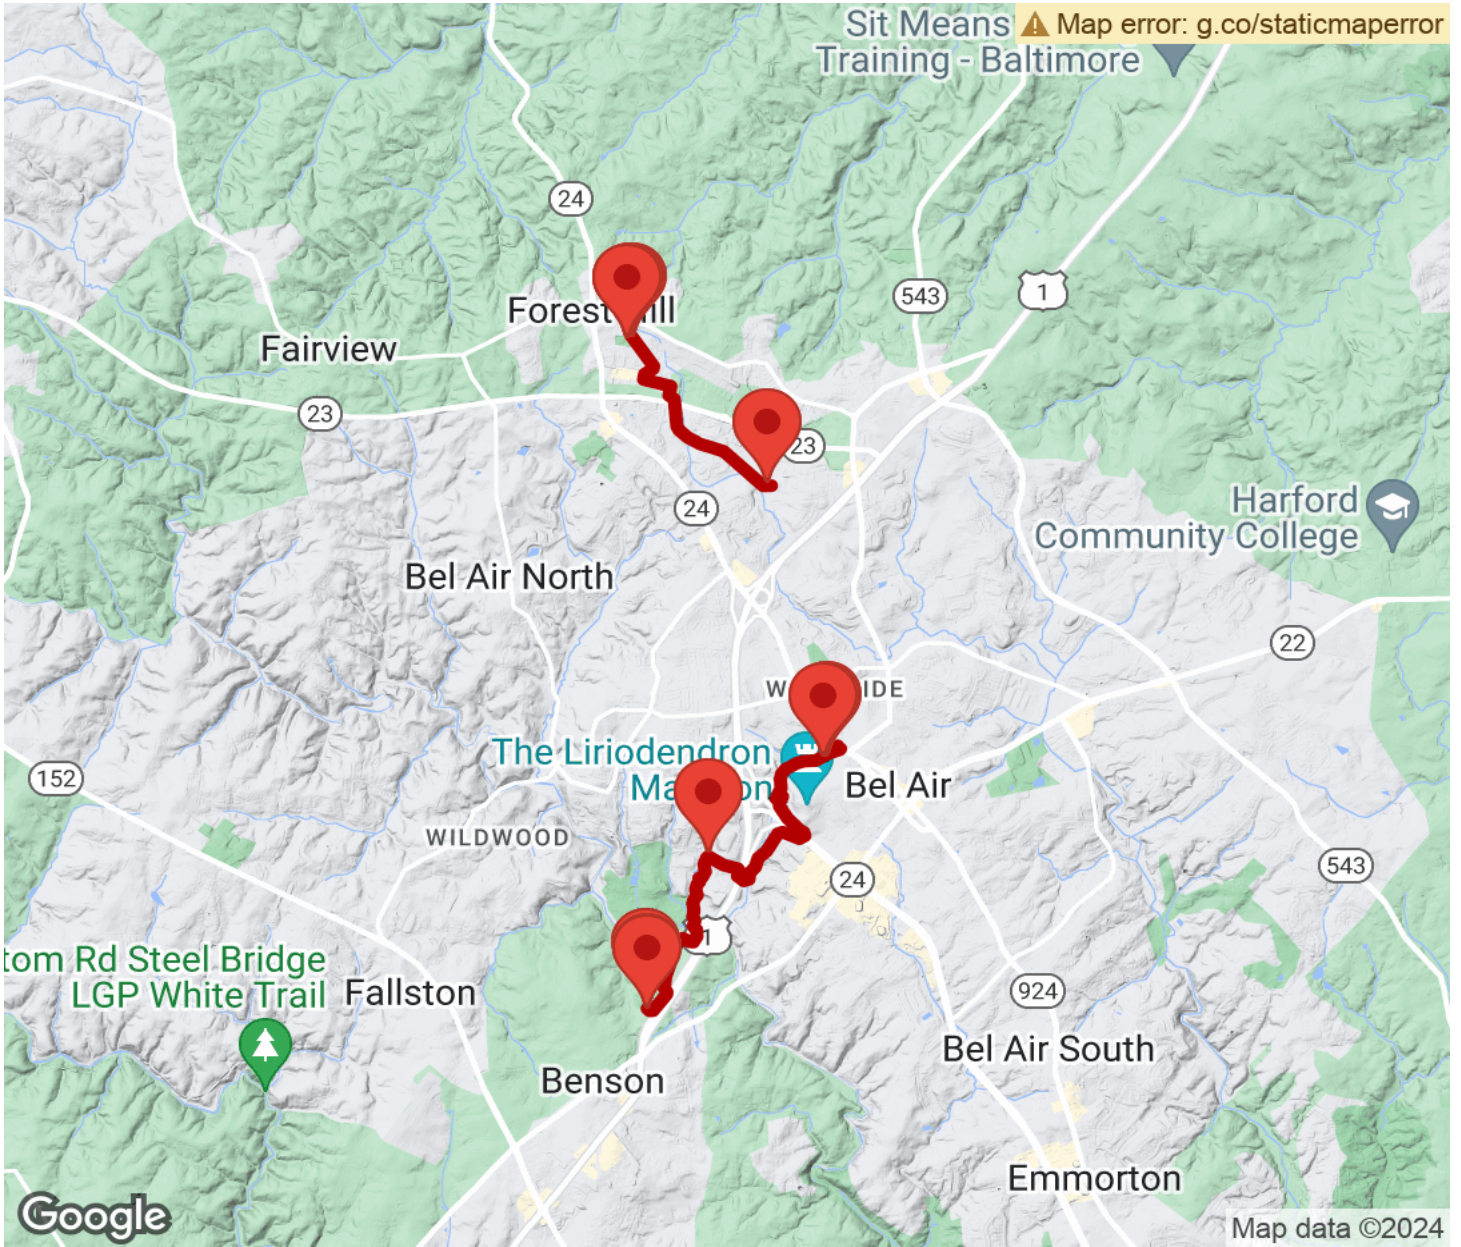 Sit Means
Training - Baltimore
⚠ Map error: g.co/staticmaperror
24
1
543
Forest Hill
Fairview
23
23
24
Harford
Community College
Bel Air North
22
The Liriodendron
Bel Air
152
WILDWOOD
24
543
1
tom Rd Steel Bridge
LGP White Trail
Fallston
924
Bel Air South
Benson
Emmorton
Google
Map data ©2024